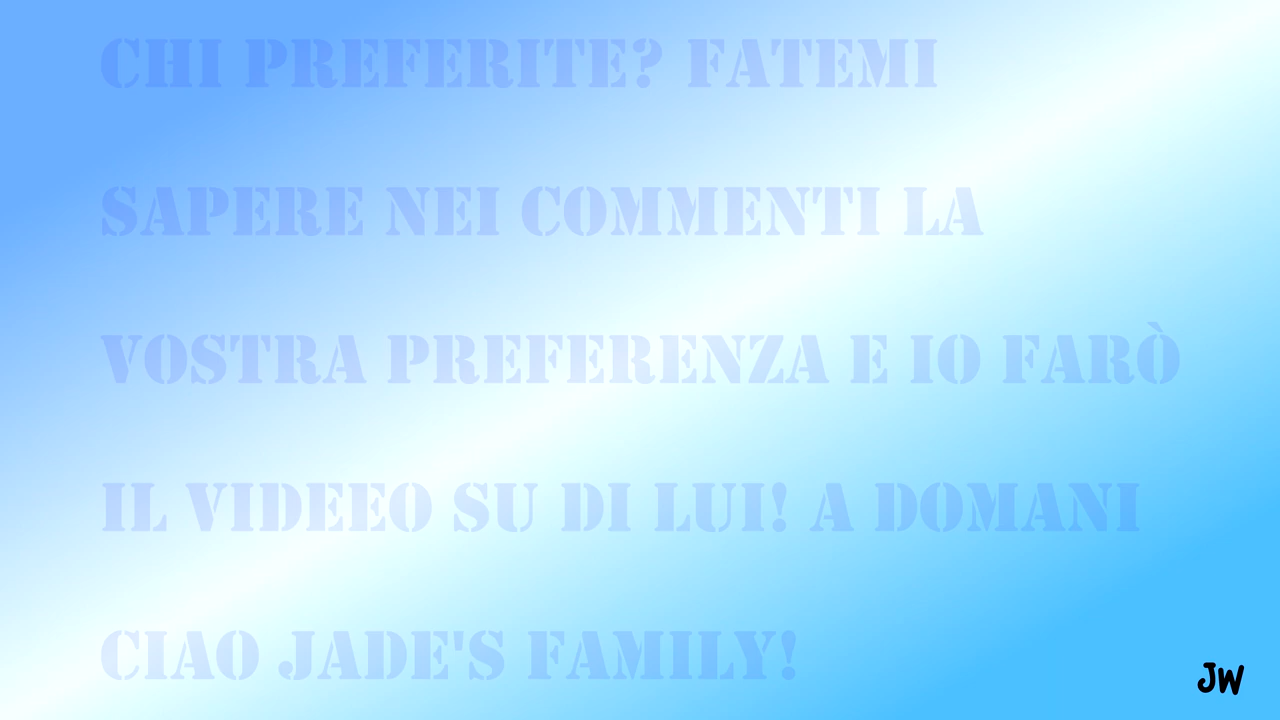 CHI PREFERITE? FATEMI
SAPERE NEI COMMENTI LA
VOSTRA PREFERENZA E IO FARÒ
IL VIDEEO SU DI LUI! A DOMANI
CIAO JADE'S FAMILY!
JW